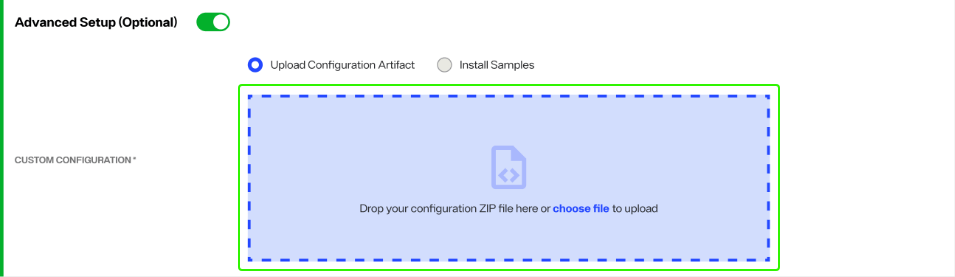 Advanced Setup (Optional)
Upload Configuration Artifact
Install Samples
CUSTOM CONFIGURATION *
Drop your configuration ZIP file here or choose file to upload